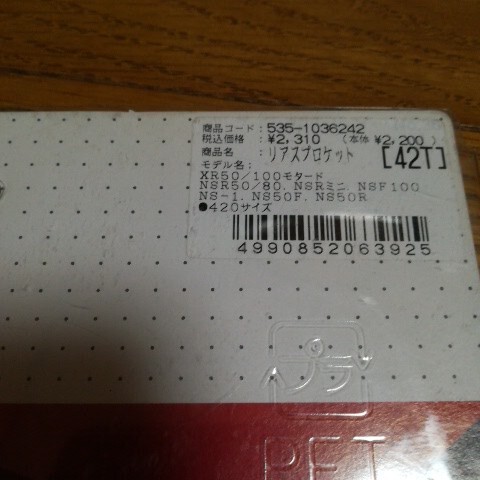 商品コード：535-1036242
税込価格：¥2,310 （本体 ¥2,200）
商品名：リアスプロケット [42T]
モデル名：
XR50/100モタード
NSR50/80、NSRミニ、NSF100
NS-1、NS50F、NS50R
●420サイズ
4990852063925
プラ
PET